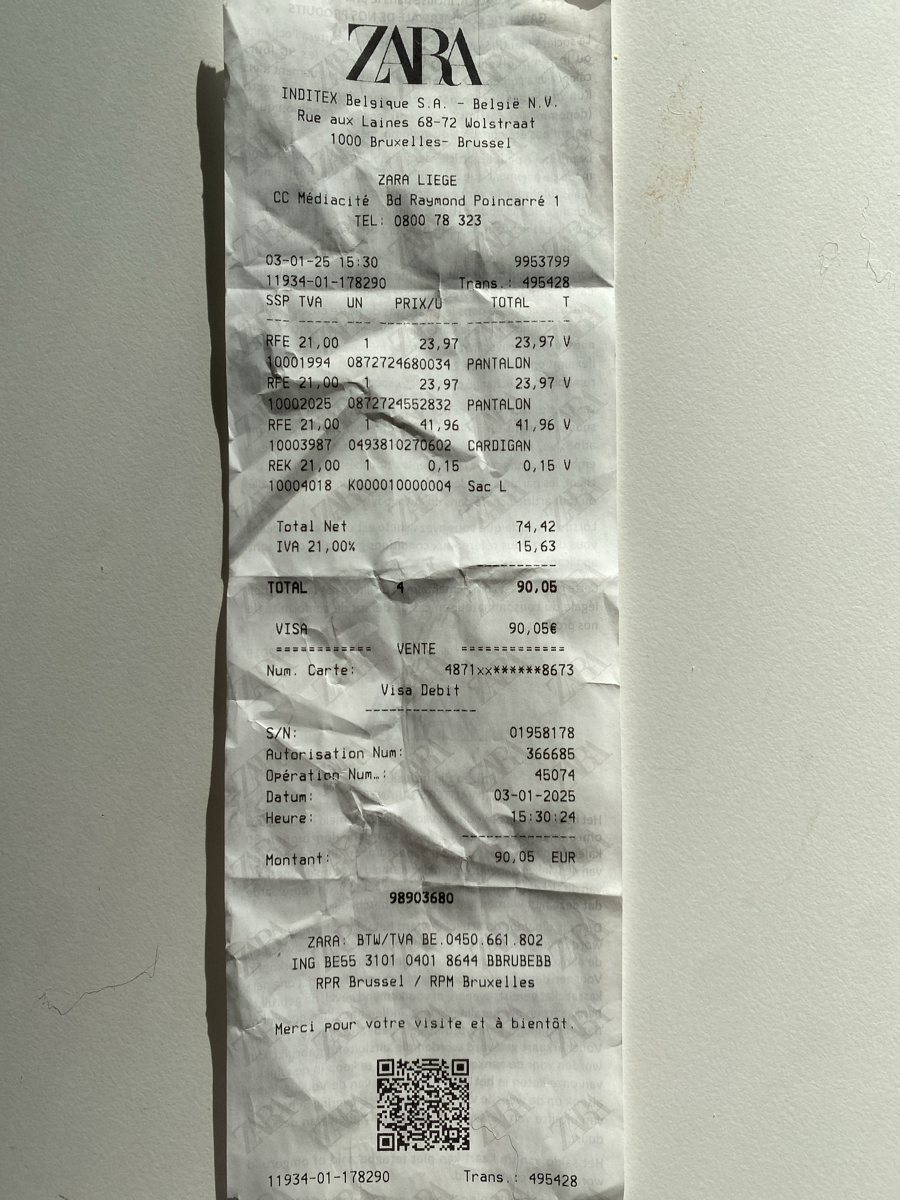 ZARA
INDITEX Belgique S.A. - België N.V.
Rue aux Laines 68-72 Wolstraat
1000 Bruxelles- Brussel
ZARA LIEGE
CC Médiacité Bd Raymond Poincarré 1
TEL: 0800 78 323
03-01-25 15:30 9953799
11934-01-178290 Trans.: 495428
SSP TVA UN PRIX/U TOTAL T
--- ----- ---- ---------- ---------- -
RFE 21,00 1 23,97 23,97 V
10001994 0872724680034 PANTALON
RFE 21,00 1 23,97 23,97 V
10002025 0872724552832 PANTALON
RFE 21,00 1 41,96 41,96 V
10003987 0493810270602 CARDIGAN
REK 21,00 1 0,15 0,15 V
10004018 K000010000004 Sac L
Total Net 74,42
IVA 21,00% 15,63
----------
TOTAL 4 90,05
VISA 90,05€
============ VENTE =============
Num. Carte: 4871xx******8673
Visa Debit
--------------
S/N: 01958178
Autorisation Num: 366685
Opération Num…: 45074
Datum: 03-01-2025
Heure: 15:30:24
--------------
Montant: 90,05 EUR
98903680
ZARA: BTW/TVA BE.0450.661.802
ING BE55 3101 0401 8644 BBRUBEBB
RPR Brussel / RPM Bruxelles
Merci pour votre visite et à bientôt.
11934-01-178290 Trans.: 495428